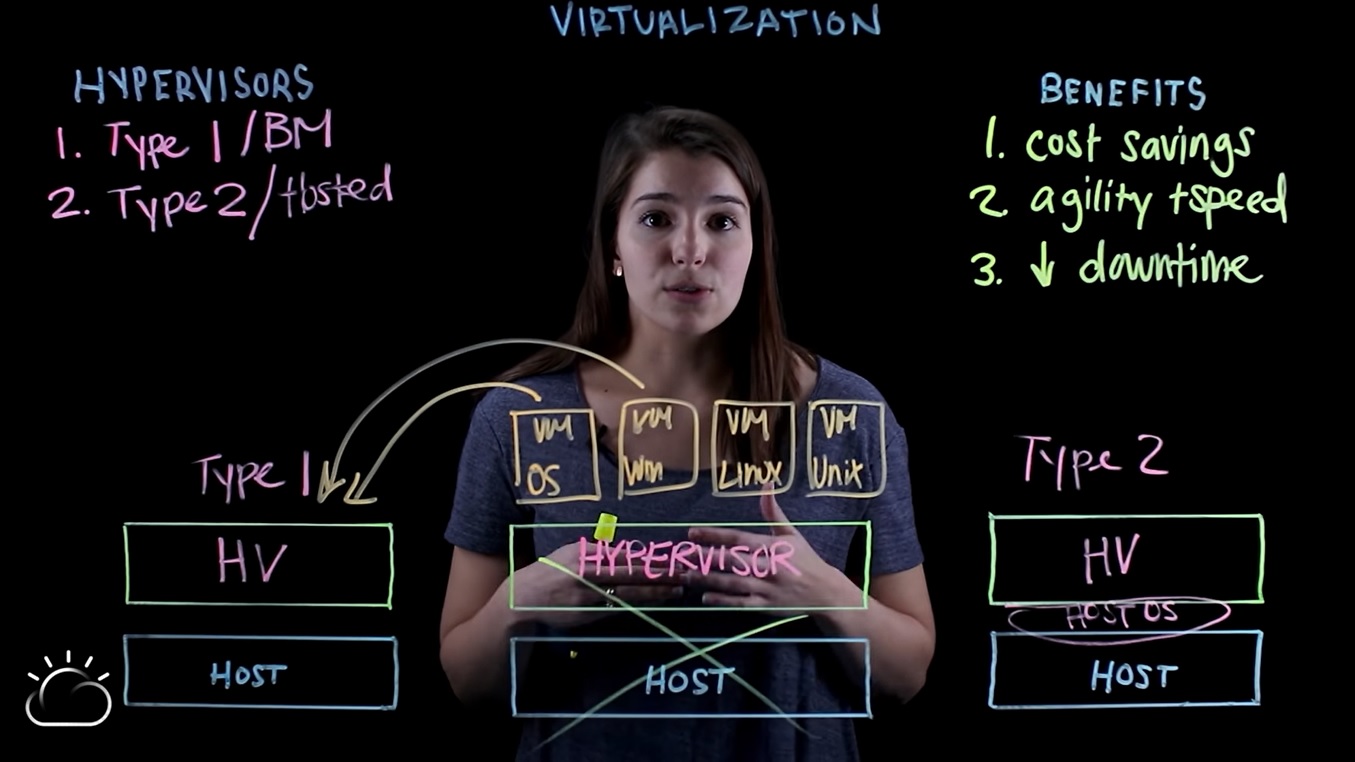 VIRTUALIZATION
HYPERVISORS
1. Type 1/BM
2. Type 2/Hosted
BENEFITS
1. cost savings
2. agility + speed
3. ↓ downtime
VM
OS
VM
Win
VM
Linux
VM
Unix
Type 1
HV
HOST
HYPERVISOR
HOST
Type 2
HV
HOST OS
HOST